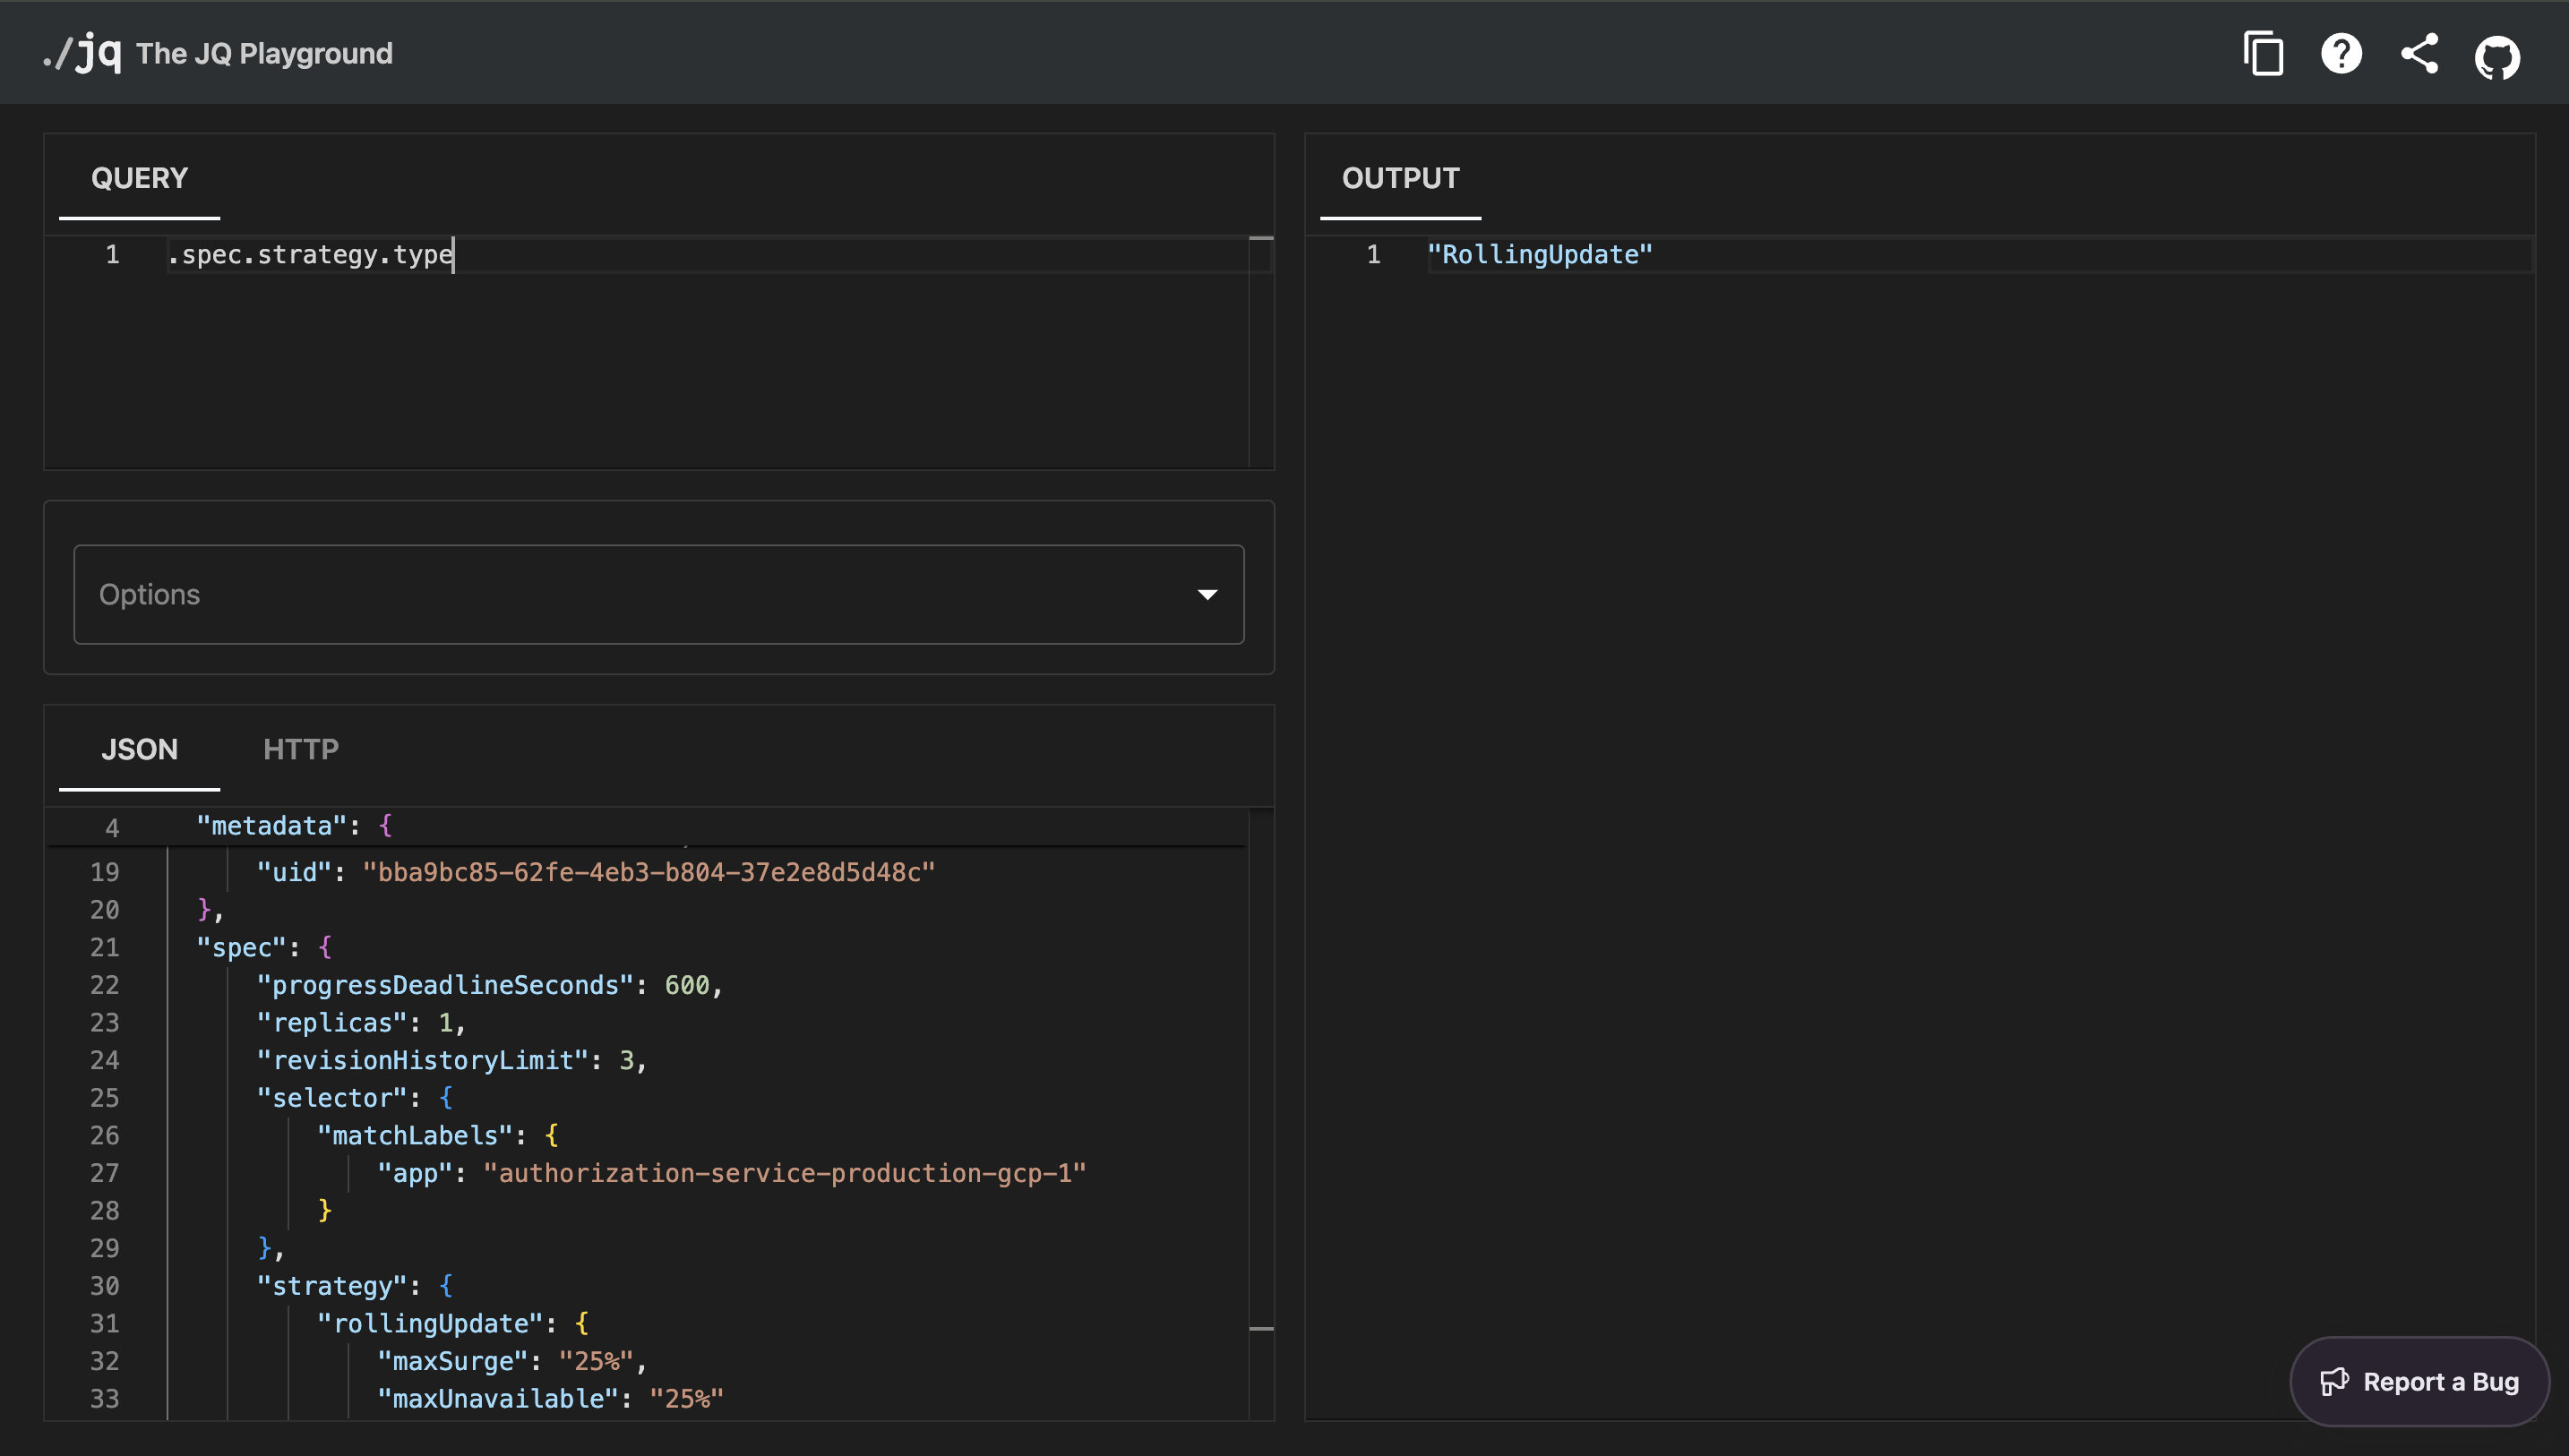 ./jq The JQ Playground
QUERY
1 .spec.strategy.type
Options
JSON HTTP
4 "metadata": {
19 "uid": "bba9bc85-62fe-4eb3-b804-37e2e8d5d48c"
20 },
21 "spec": {
22 "progressDeadlineSeconds": 600,
23 "replicas": 1,
24 "revisionHistoryLimit": 3,
25 "selector": {
26 "matchLabels": {
27 "app": "authorization-service-production-gcp-1"
28 }
29 },
30 "strategy": {
31 "rollingUpdate": {
32 "maxSurge": "25%",
33 "maxUnavailable": "25%"
OUTPUT
1 "RollingUpdate"
Report a Bug